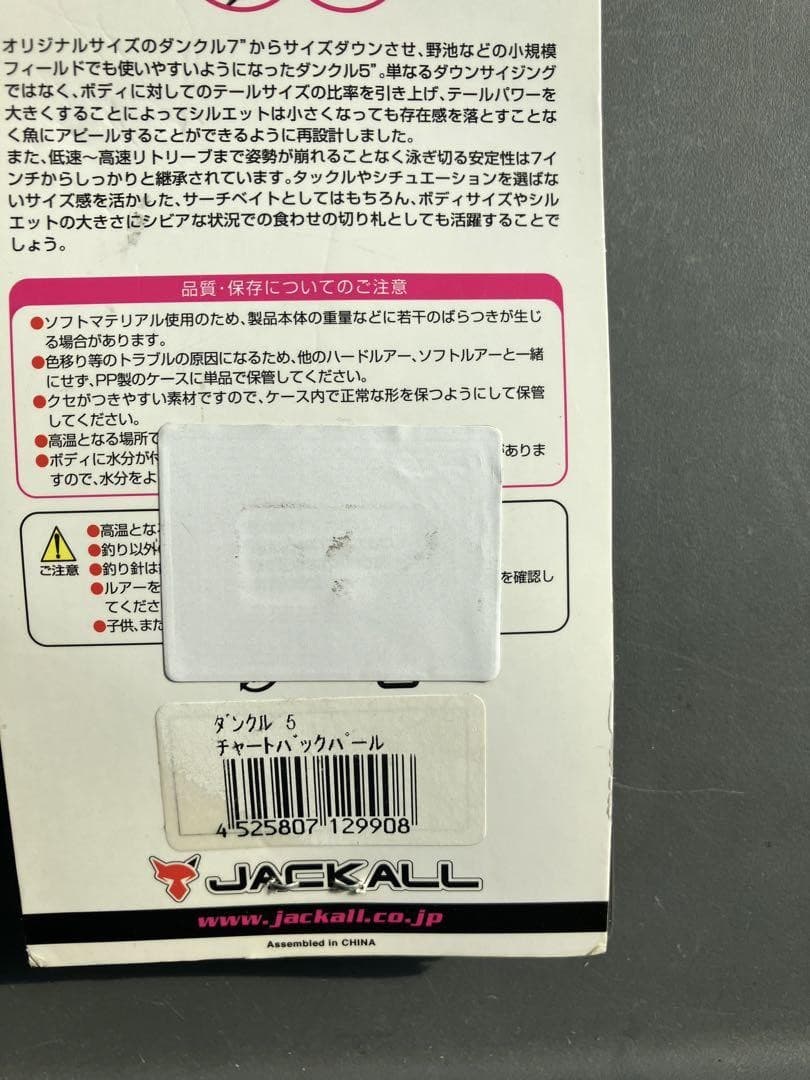 オリジナルサイズのダンクル7”からサイズダウンさせ、野池などの小規模
フィールドでも使いやすいようになったダンクル5”。単なるダウンサイジング
ではなく、ボディに対してのテールサイズの比率を引き上げ、テールパワーを
大きくすることによってシルエットは小さくなっても存在感を落とすことな
く魚にアピールすることができるように再設計しました。
また、低速〜高速リトリーブまで姿勢が崩れることなく泳ぎ切る安定性は7イ
ンチからしっかりと継承されています。タックルやシチュエーションを選ばな
いサイズ感を活かした、サーチベイトとしてはもちろん、ボディサイズやシル
エットの大きさにシビアな状況での食わせの切り札としても活躍することで
しょう。
品質・保存についてのご注意
●ソフトマテリアル使用のため、製品本体の重量などに若干のばらつきが生じ
る場合があります。
●色移り等のトラブルの原因になるため、他のハードルアー、ソフトルアーと一緒
にせず、PP製のケースに単品で保管してください。
●クセがつきやすい素材ですので、ケース内で正常な形を保つようにして保管
してください。
●高温となる場所で
●ボディに水分が付 がありま
すので、水分をよ
ご注意
●高温とな
●釣り以外
●釣り針は
●ルアーを を確認し
てくださ
●子供、また
ダンクル 5
チャートバックパール
4 525807 129908
JACKALL
www.jackall.co.jp
Assembled in CHINA